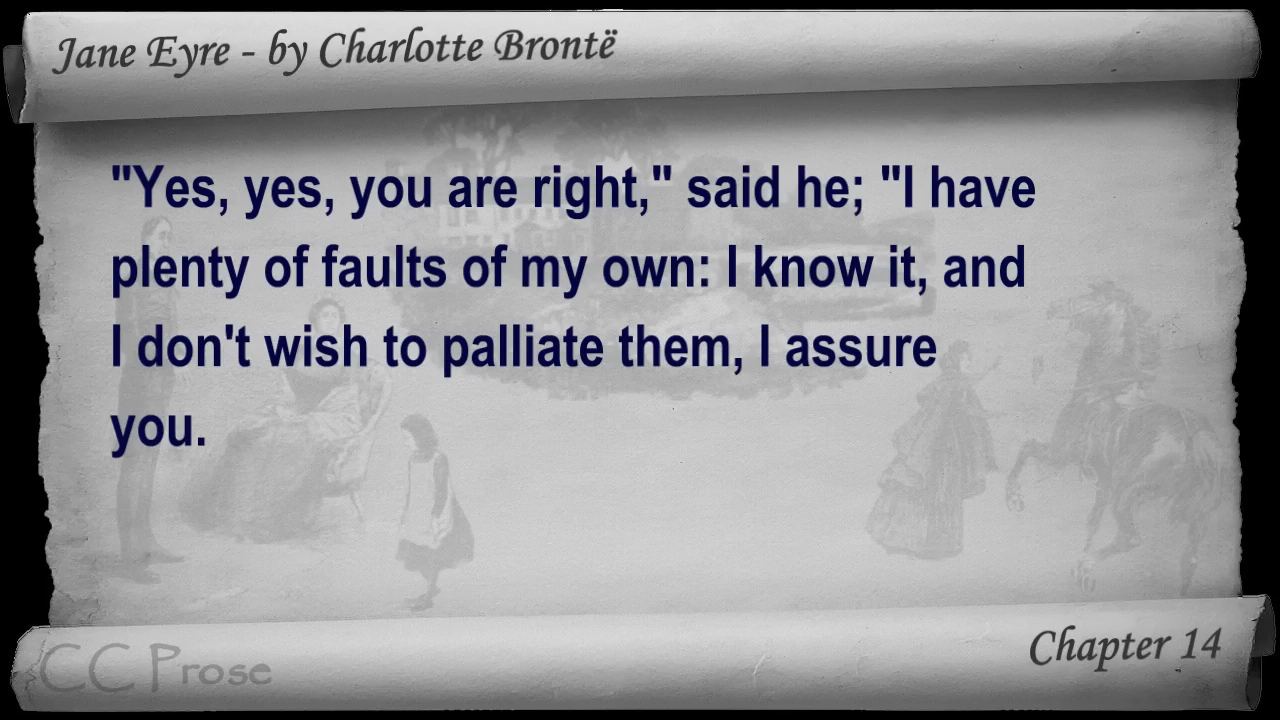 Jane Eyre - by Charlotte Brontë
"Yes, yes, you are right," said he; "I have
plenty of faults of my own: I know it, and
I don't wish to palliate them, I assure
you.
CC Prose
Chapter 14